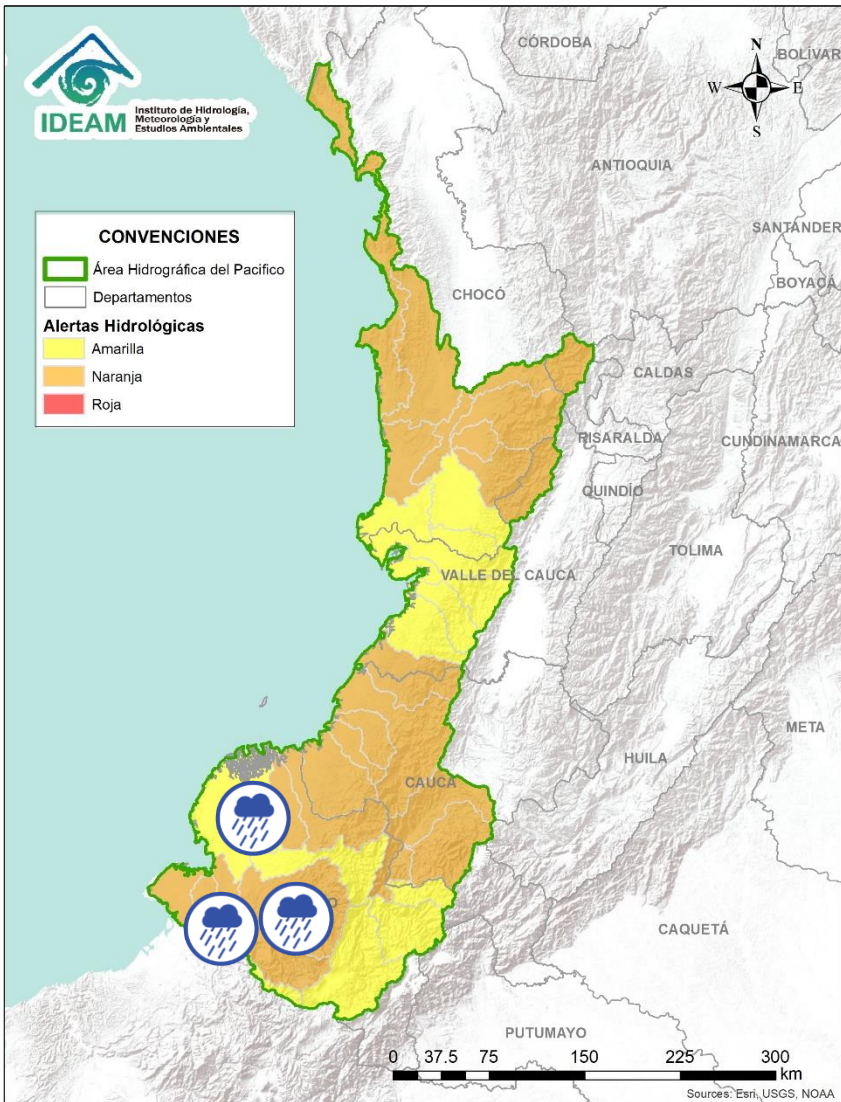 CÓRDOBA
BOLÍVAR
N
W E
S
IDEAM
Instituto de Hidrología,
Meteorología y
Estudios Ambientales
ANTIOQUIA
SANTANDER
BOYACÁ
CONVENCIONES
Área Hidrográfica del Pacifico
Departamentos
Alertas Hidrológicas
Amarilla
Naranja
Roja
CHOCÓ
CALDAS
RISARALDA
CUNDINAMARCA
QUINDÍO
TOLIMA
VALLE DEL CAUCA
META
HUILA
CAUCA
CAQUETÁ
PUTUMAYO
0 37.5 75 150 225 300
km
Sources: Esri, USGS, NOAA